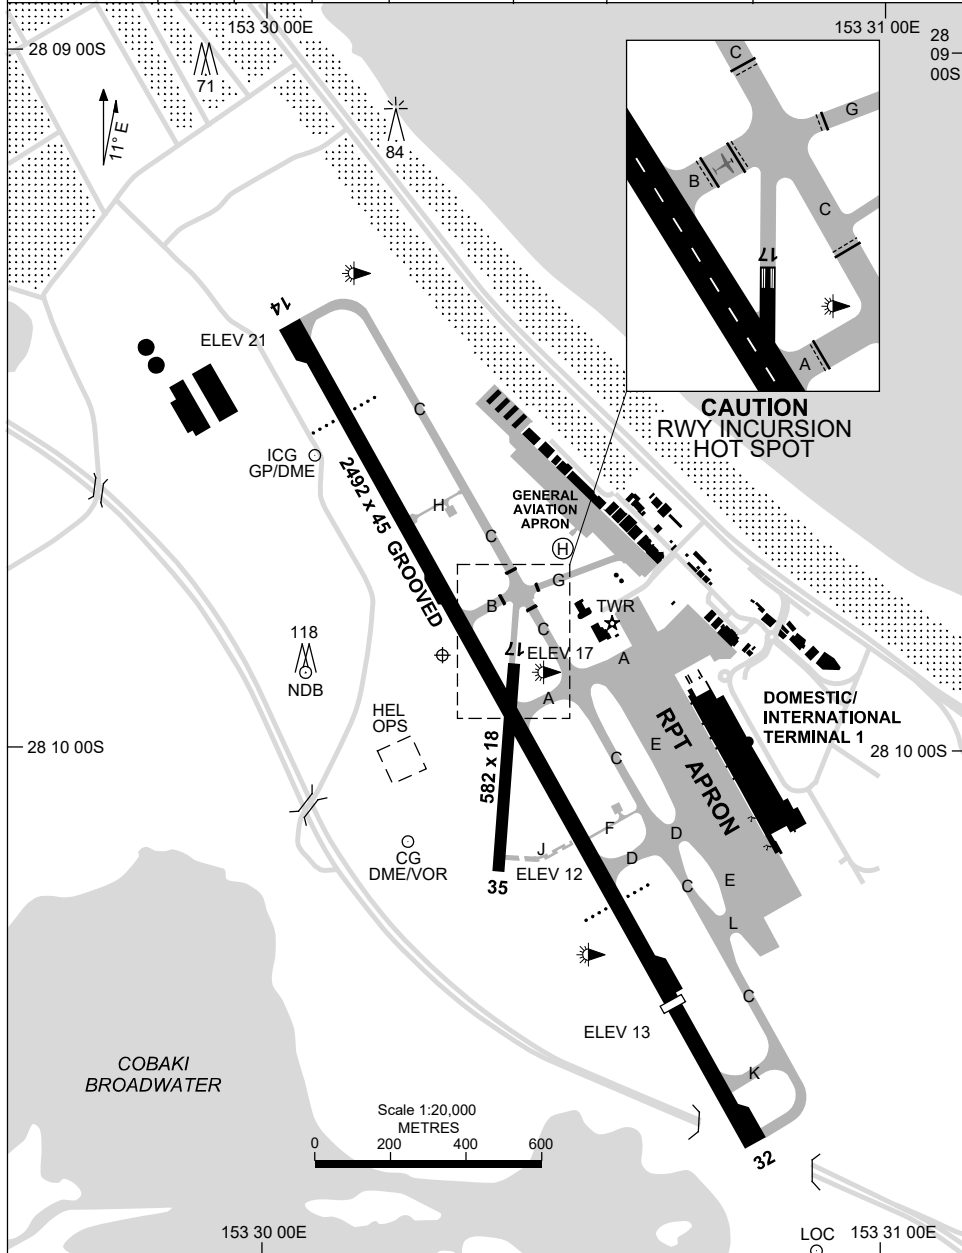 153 30 00E
153 31 00E
28 09 00S
28
09
00S
71
84
11° E
C
G
B
C
17
A
CAUTION
RWY INCURSION
HOT SPOT
14
ELEV 21
C
ICG
GP/DME
2492 x 45 GROOVED
H
GENERAL
AVIATION
APRON
C
H
G
B
TWR
C
118
17
ELEV 17
A
NDB
A
HEL
OPS
DOMESTIC/
INTERNATIONAL
TERMINAL 1
RPT APRON
E
C
28 10 00S
28 10 00S
582 x 18
F
D
J
D
CG
DME/VOR
ELEV 12
35
C
E
L
C
ELEV 13
K
COBAKI
BROADWATER
Scale 1:20,000
METRES
0 200 400 600
32
153 30 00E
LOC
153 31 00E